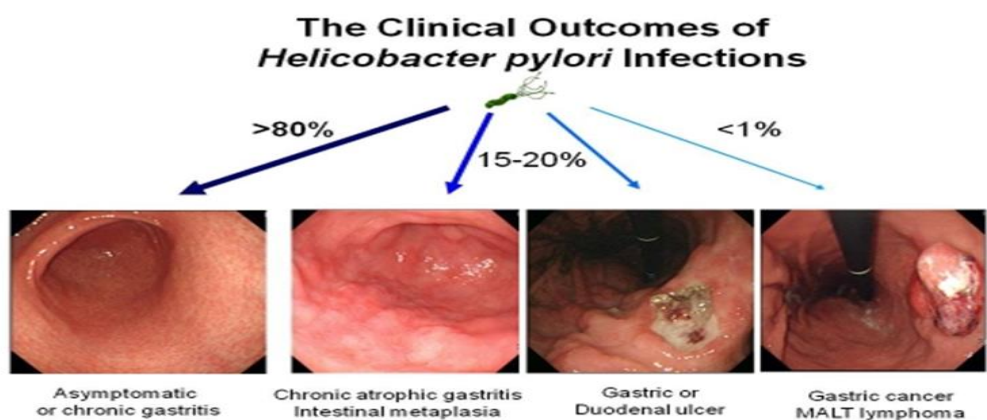 The Clinical Outcomes of
Helicobacter pylori Infections
>80%
15-20%
<1%
Asymptomatic
or chronic gastritis
Chronic atrophic gastritis
Intestinal metaplasia
Gastric or
Duodenal ulcer
Gastric cancer
MALT lymphoma